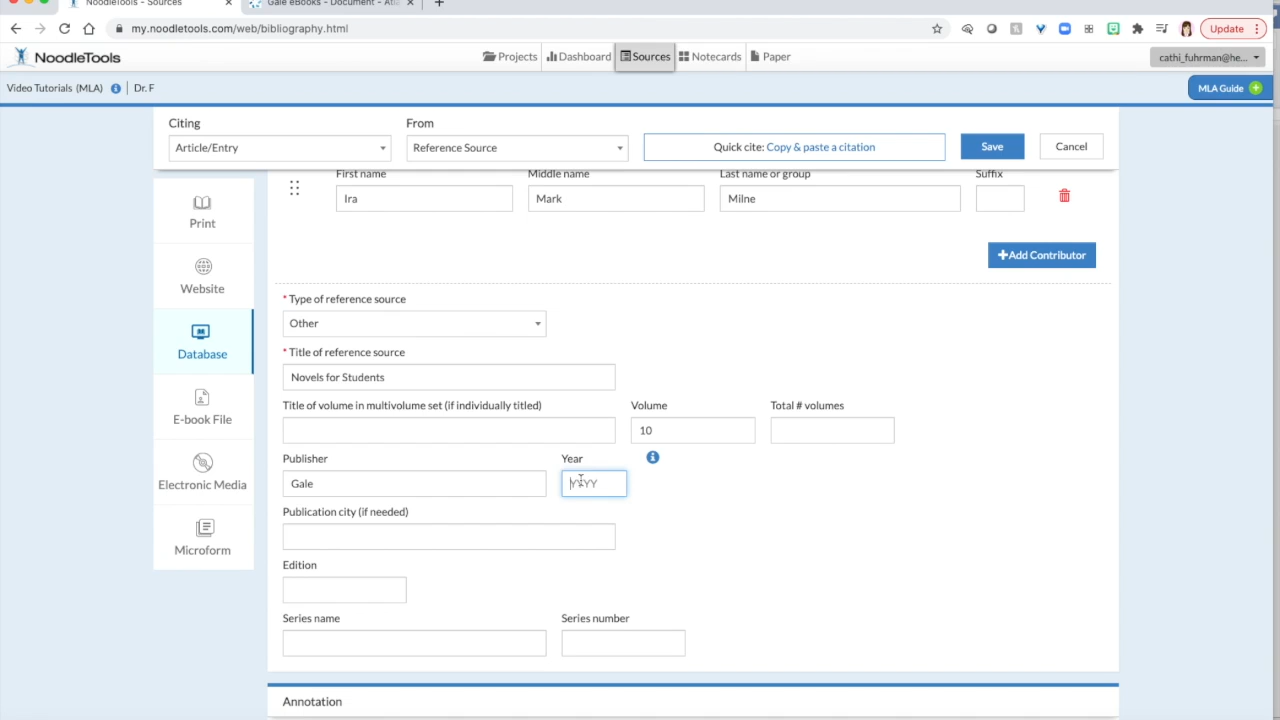 NoodleTools - Sources
Gale eBooks - Document - Atla
my.noodletools.com/web/bibliography.html
Update
NoodleTools
Projects
Dashboard
Sources
Notecards
Paper
cathi_fuhrman@he...
Video Tutorials (MLA)
Dr. F
MLA Guide
Citing
From
Article/Entry
Reference Source
Quick cite: Copy & paste a citation
Save
Cancel
First name
Middle name
Last name or group
Suffix
Ira
Mark
Milne
Print
Website
Database
E-book File
Electronic Media
Microform
+Add Contributor
* Type of reference source
Other
* Title of reference source
Novels for Students
Title of volume in multivolume set (if individually titled)
Volume
Total # volumes
10
Publisher
Year
Gale
YYYY
Publication city (if needed)
Edition
Series name
Series number
Annotation